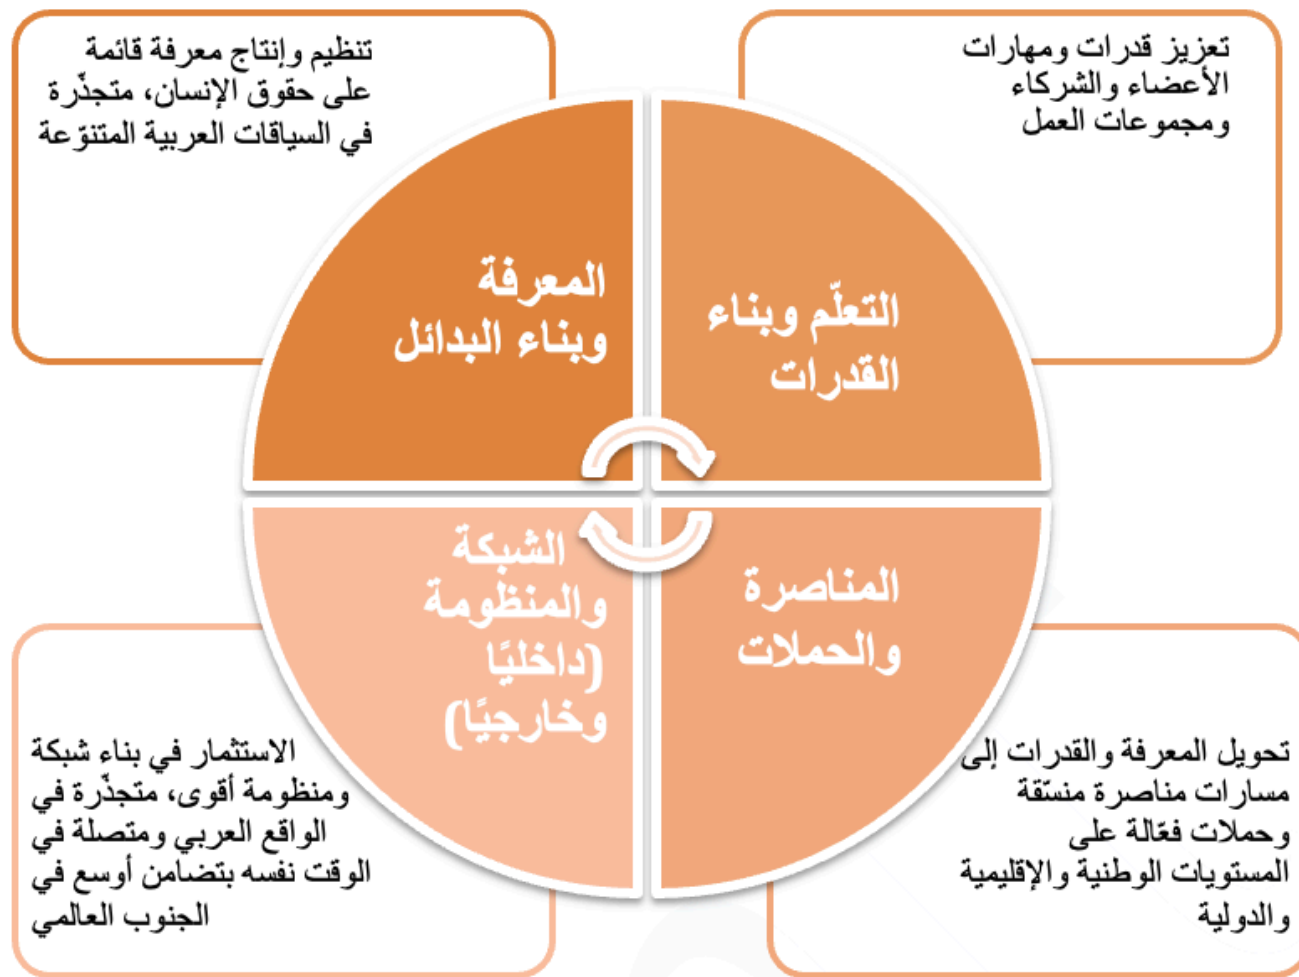 تعزيز قدرات ومهارات
الأعضاء والشركاء
ومجموعات العمل
تنظيم وإنتاج معرفة قائمة
على حقوق الإنسان، متجذّرة
في السياقات العربية المتنوّعة
التعلّم وبناء
القدرات
المعرفة
وبناء البدائل
المناصرة
والحملات
الشبكة
والمنظومة
(داخليًا
وخارجيًا)
تحويل المعرفة والقدرات إلى
مسارات مناصرة منسّقة
وحملات فعّالة على
المستويات الوطنية والإقليمية
والدولية
الاستثمار في بناء شبكة
ومنظومة أقوى، متجذّرة في
الواقع العربي ومتصلة في
الوقت نفسه بتضامن أوسع في
الجنوب العالمي